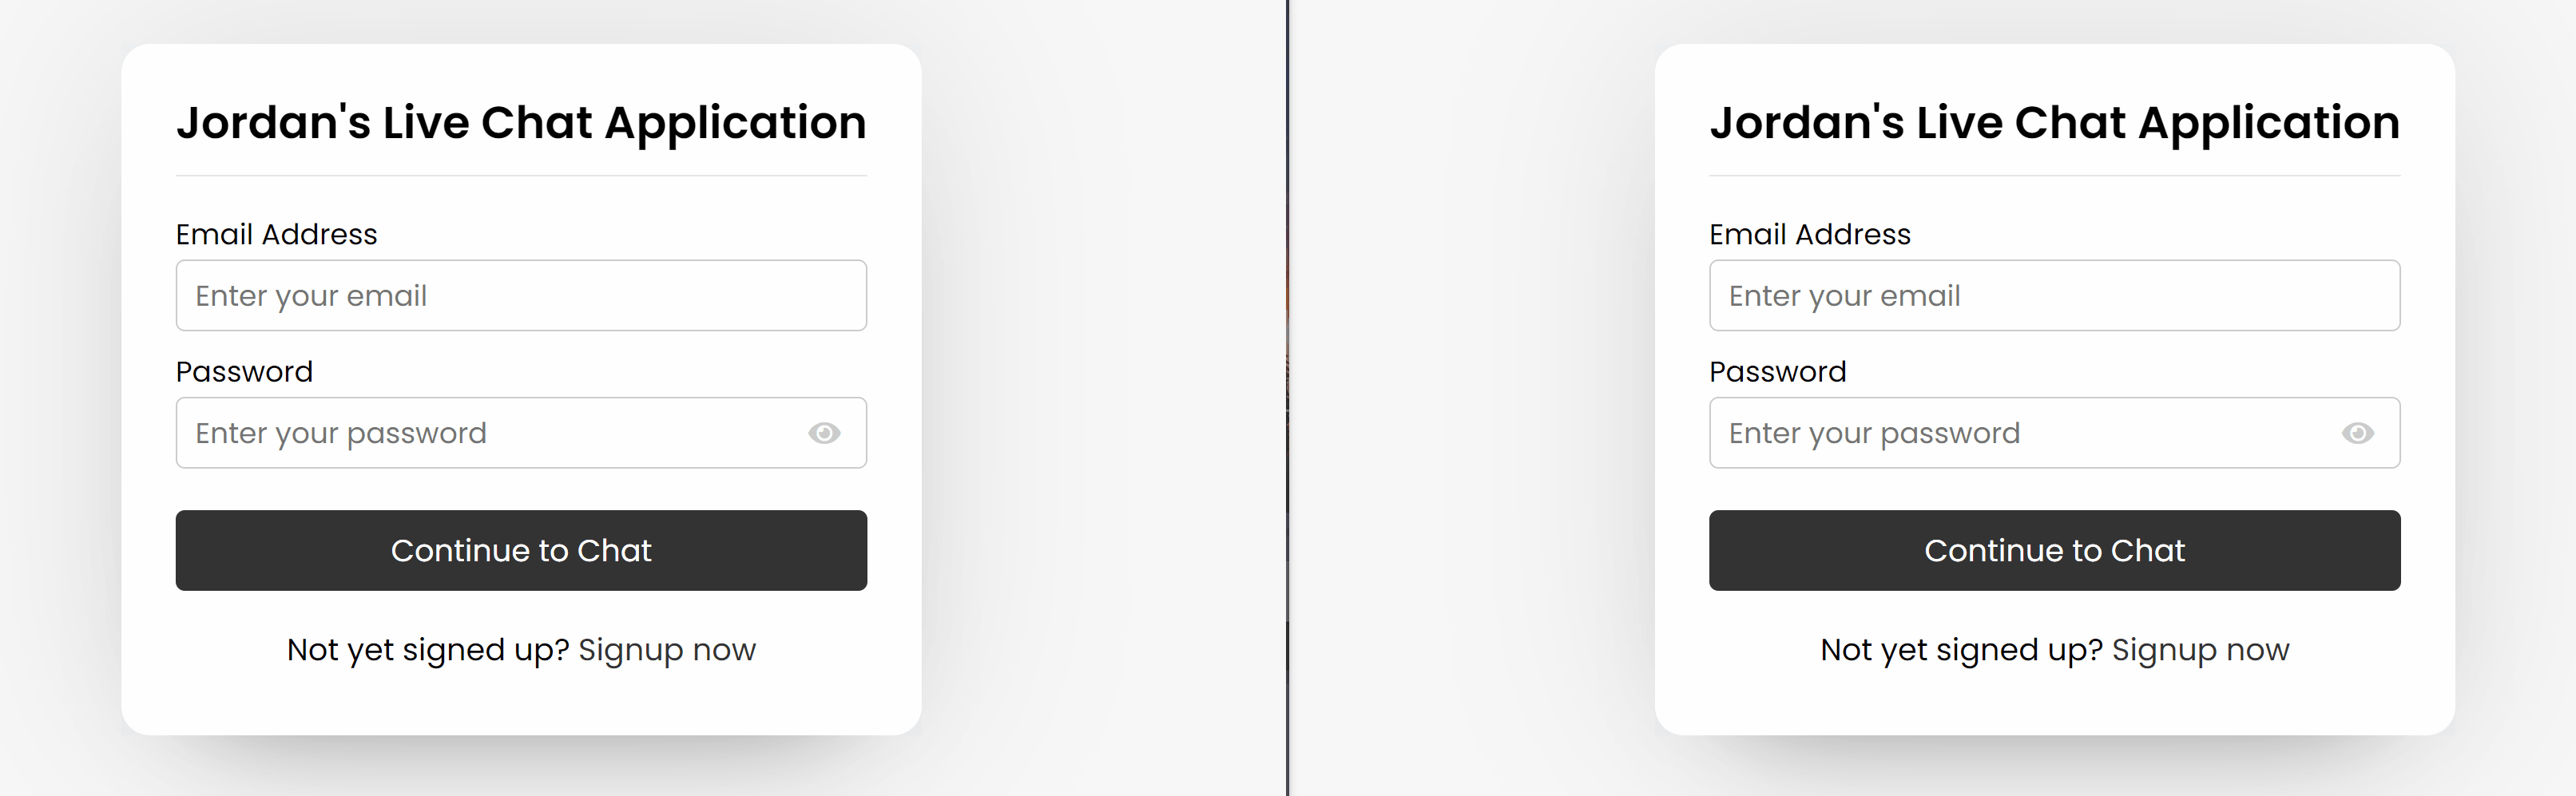 Jordan's Live Chat Application
Email Address
Enter your email
Password
Enter your password
Continue to Chat
Not yet signed up? Signup now
Jordan's Live Chat Application
Email Address
Enter your email
Password
Enter your password
Continue to Chat
Not yet signed up? Signup now